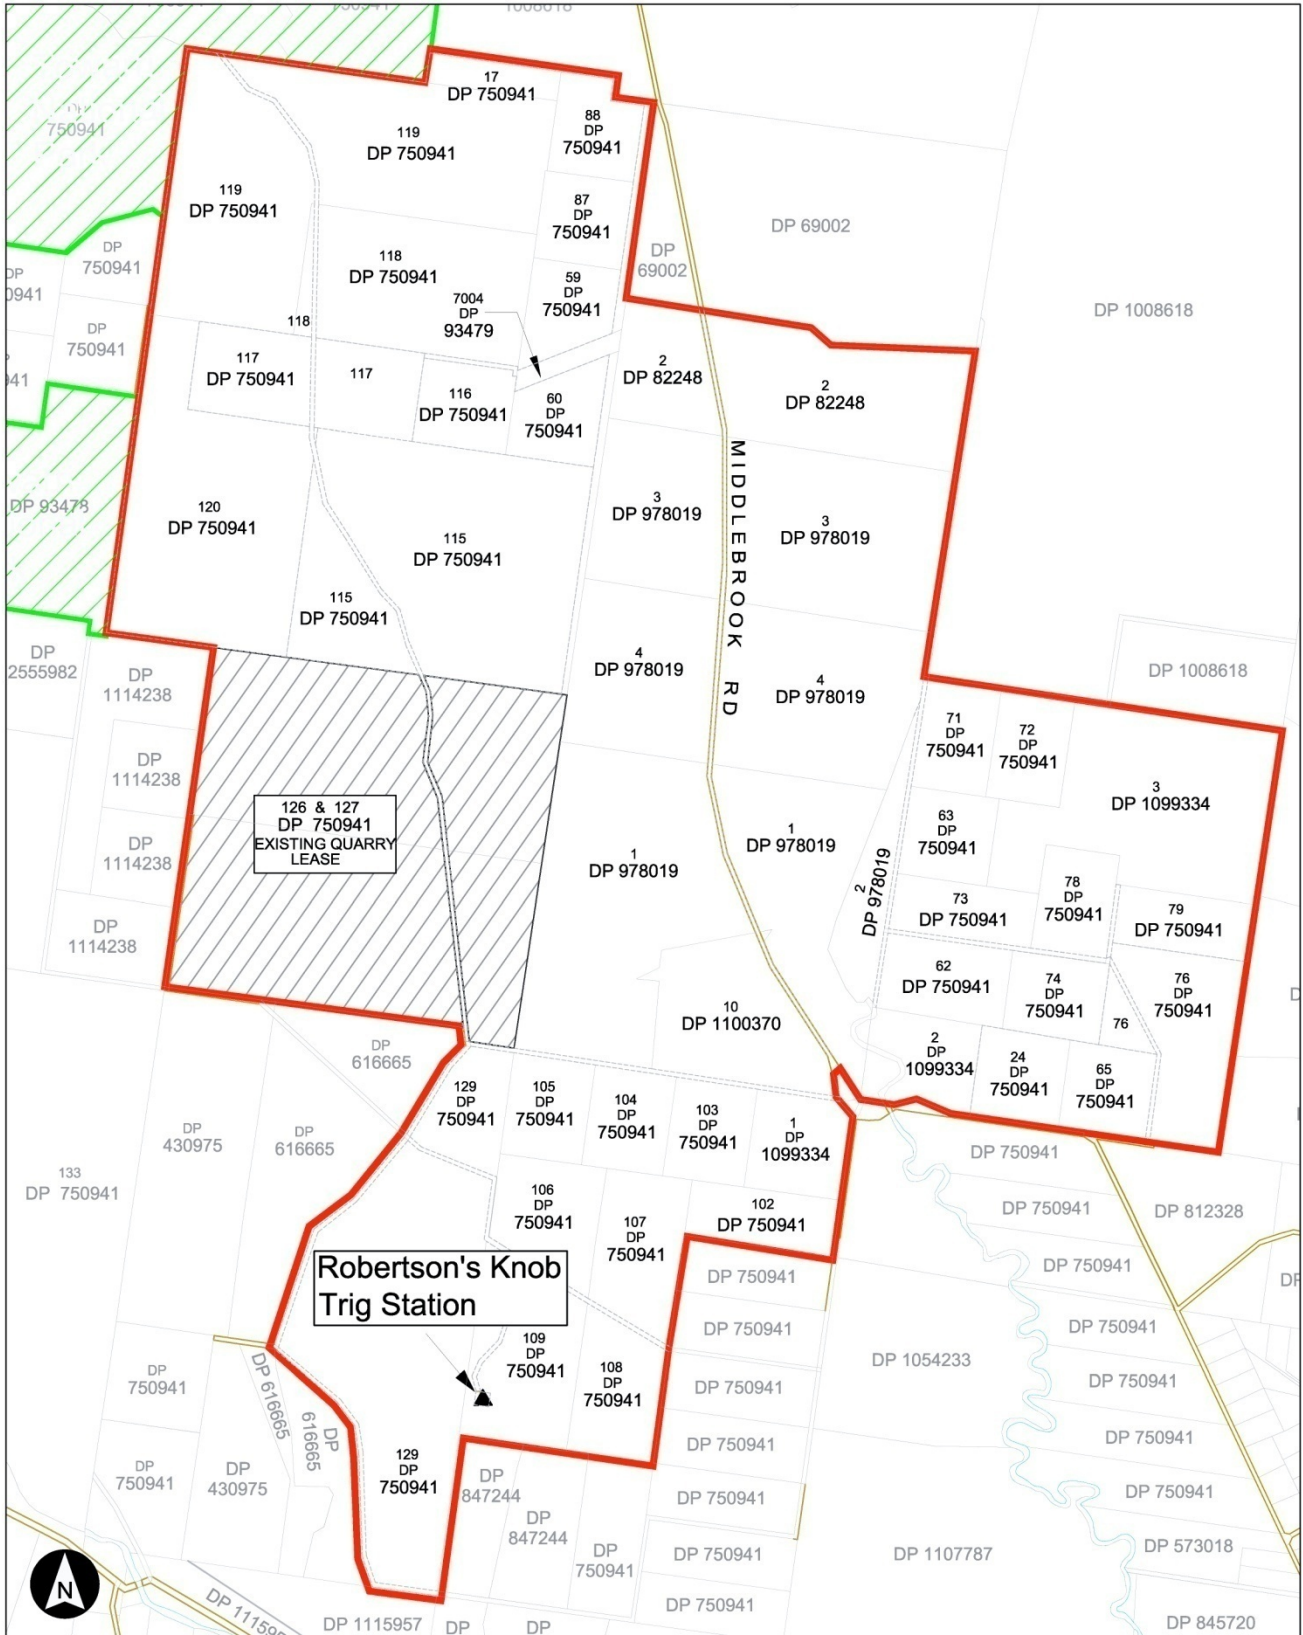 1008618
17
DP 750941
88
DP
750941
119
DP 750941
750941
119
DP 750941
87
DP
750941
DP 69002
DP
69002
DP
750941
118
DP 750941
59
DP
750941
7004
DP
93479
DP 1008618
118
DP
750941
117
DP 750941
117
116
DP 750941
60
DP
750941
2
DP 82248
2
DP 82248
MIDDLEBROOK RD
DP 93478
120
DP 750941
115
DP 750941
3
DP 978019
3
DP 978019
115
DP 750941
DP
2555982
DP
1114238
4
DP 978019
4
DP 978019
DP 1008618
71
DP
750941
72
DP
750941
DP
1114238
3
DP 1099334
126 & 127
DP 750941
EXISTING QUARRY
LEASE
DP
1114238
1
DP 978019
1
DP 978019
63
DP
750941
2
DP 978019
73
DP 750941
78
DP
750941
79
DP 750941
DP
1114238
62
DP 750941
74
DP
750941
76
DP
750941
76
10
DP 1100370
2
DP
1099334
24
DP
750941
65
DP
750941
DP
616665
129
DP
750941
105
DP
750941
104
DP
750941
103
DP
750941
1
DP
1099334
DP
430975
DP
616665
133
DP 750941
DP 750941
106
DP
750941
107
DP
750941
102
DP 750941
DP 750941
DP 812328
Robertson's Knob
Trig Station
DP 750941
DP 750941
DP 750941
DP 750941
109
DP
750941
108
DP
750941
DP 1054233
DP
750941
DP 616665
DP
616665
DP 750941
DP 750941
DP 750941
DP 750941
129
DP
750941
DP
750941
DP
430975
DP
847244
DP 750941
DP 750941
DP
847244
DP
750941
DP 750941
DP 1107787
DP 573018
N
DP 750941
DP 1115957
DP
DP
DP 845720